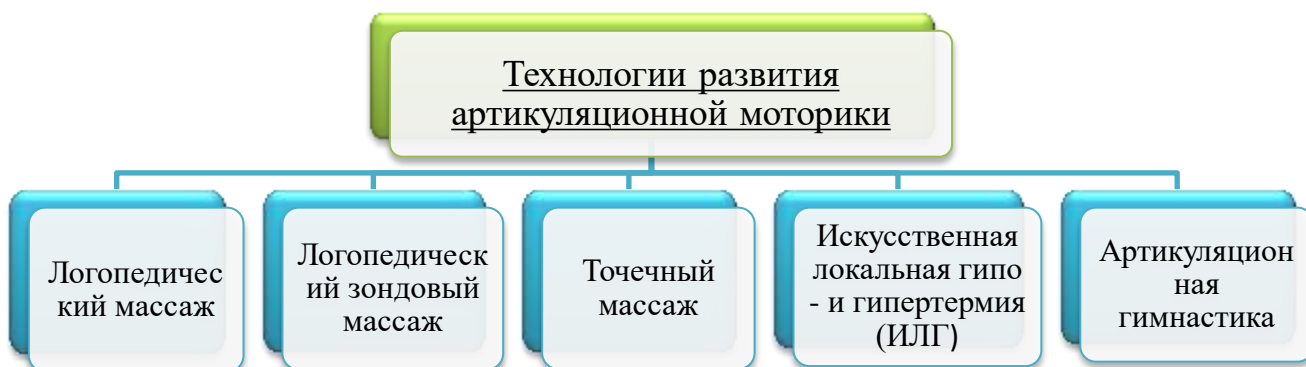 Технологии развития
артикуляционной моторики
Логопедичес
кий массаж
Логопедическ
ий зондовый
массаж
Точечный
массаж
Искусственная
локальная гипо
- и гипертермия
(ИЛГ)
Артикуляцион
ная
гимнастика